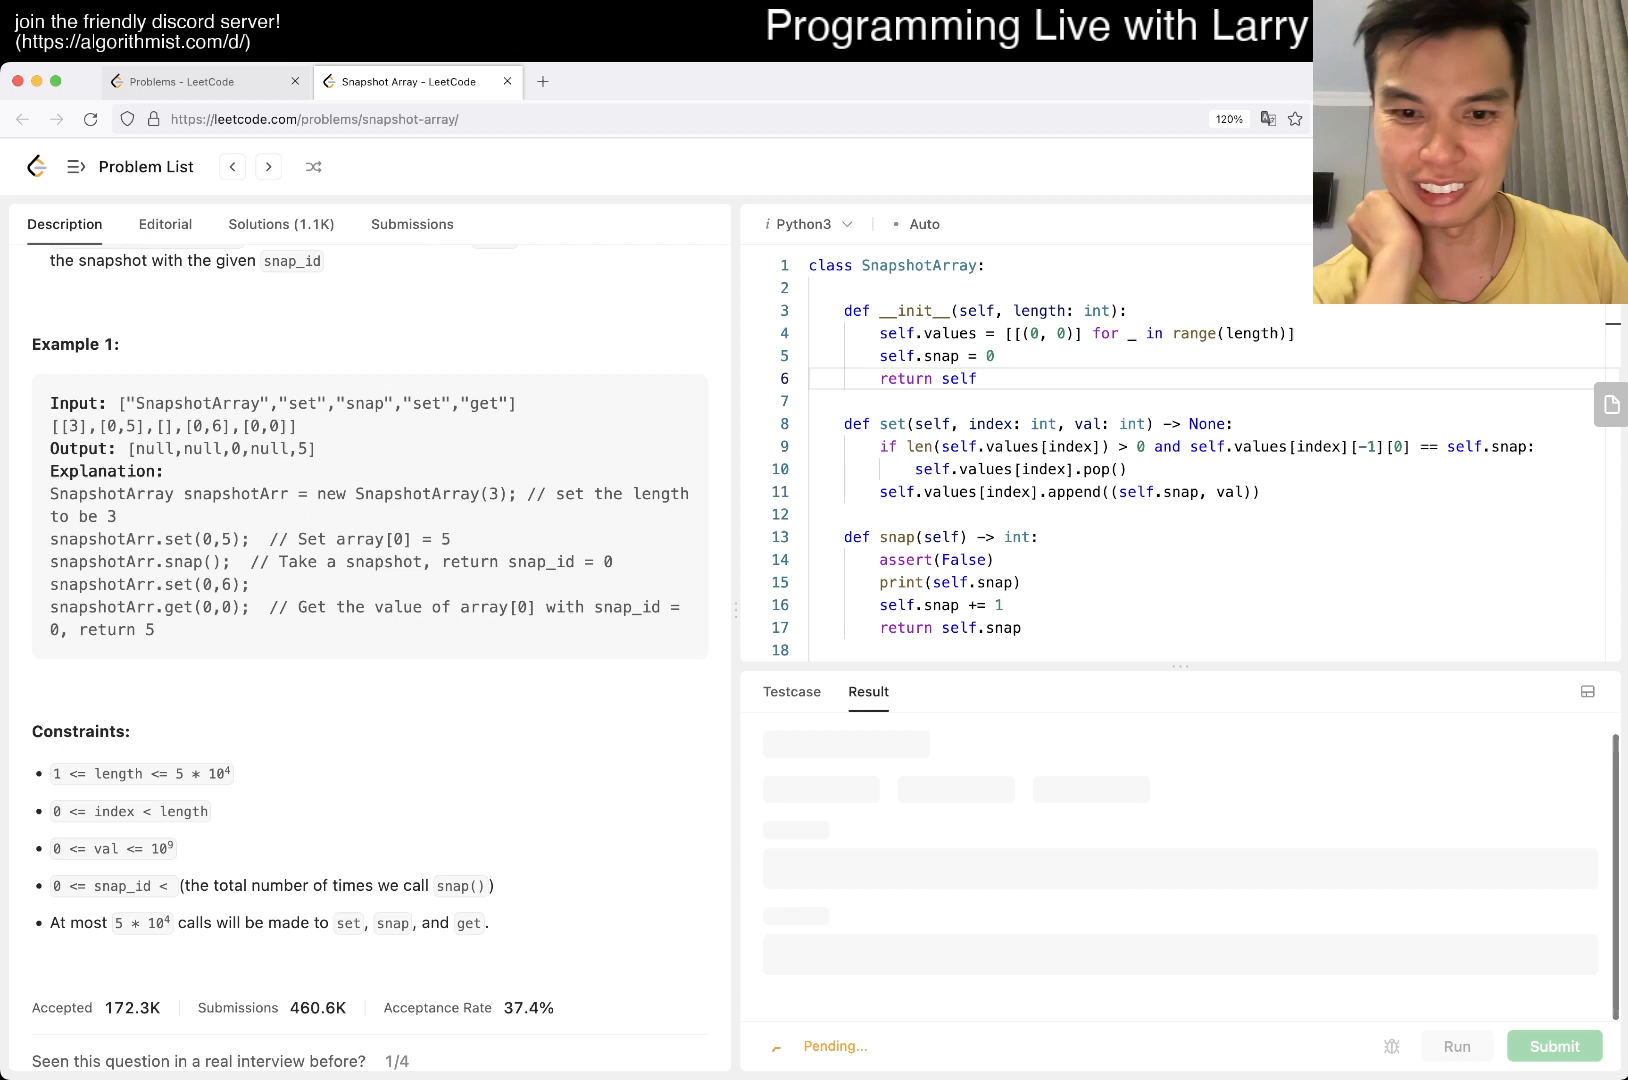 join the friendly discord server!
(https://algorithmist.com/d/)
Programming Live with Larry
Problems - LeetCode
Snapshot Array - LeetCode
https://leetcode.com/problems/snapshot-array/
120%
Problem List
Description
Editorial
Solutions (1.1K)
Submissions
the snapshot with the given snap_id
Example 1:
Input: ["SnapshotArray","set","snap","set","get"]
[[3],[0,5],[],[0,6],[0,0]]
Output: [null,null,0,null,5]
Explanation:
SnapshotArray snapshotArr = new SnapshotArray(3); // set the length
to be 3
snapshotArr.set(0,5);  // Set array[0] = 5
snapshotArr.snap();  // Take a snapshot, return snap_id = 0
snapshotArr.set(0,6);
snapshotArr.get(0,0);  // Get the value of array[0] with snap_id =
0, return 5
Constraints:
• 1 <= length <= 5 * 10⁴
• 0 <= index < length
• 0 <= val <= 10⁹
• 0 <= snap_id < (the total number of times we call snap())
• At most 5 * 10⁴ calls will be made to set, snap, and get.
Accepted 172.3K
Submissions 460.6K
Acceptance Rate 37.4%
Seen this question in a real interview before? 1/4
i Python3
• Auto
1 class SnapshotArray:
2
3 def __init__(self, length: int):
4 self.values = [[(0, 0)] for _ in range(length)]
5 self.snap = 0
6 return self
7
8 def set(self, index: int, val: int) -> None:
9 if len(self.values[index]) > 0 and self.values[index][-1][0] == self.snap:
10 self.values[index].pop()
11 self.values[index].append((self.snap, val))
12
13 def snap(self) -> int:
14 assert(False)
15 print(self.snap)
16 self.snap += 1
17 return self.snap
18
Testcase
Result
Pending...
Run
Submit